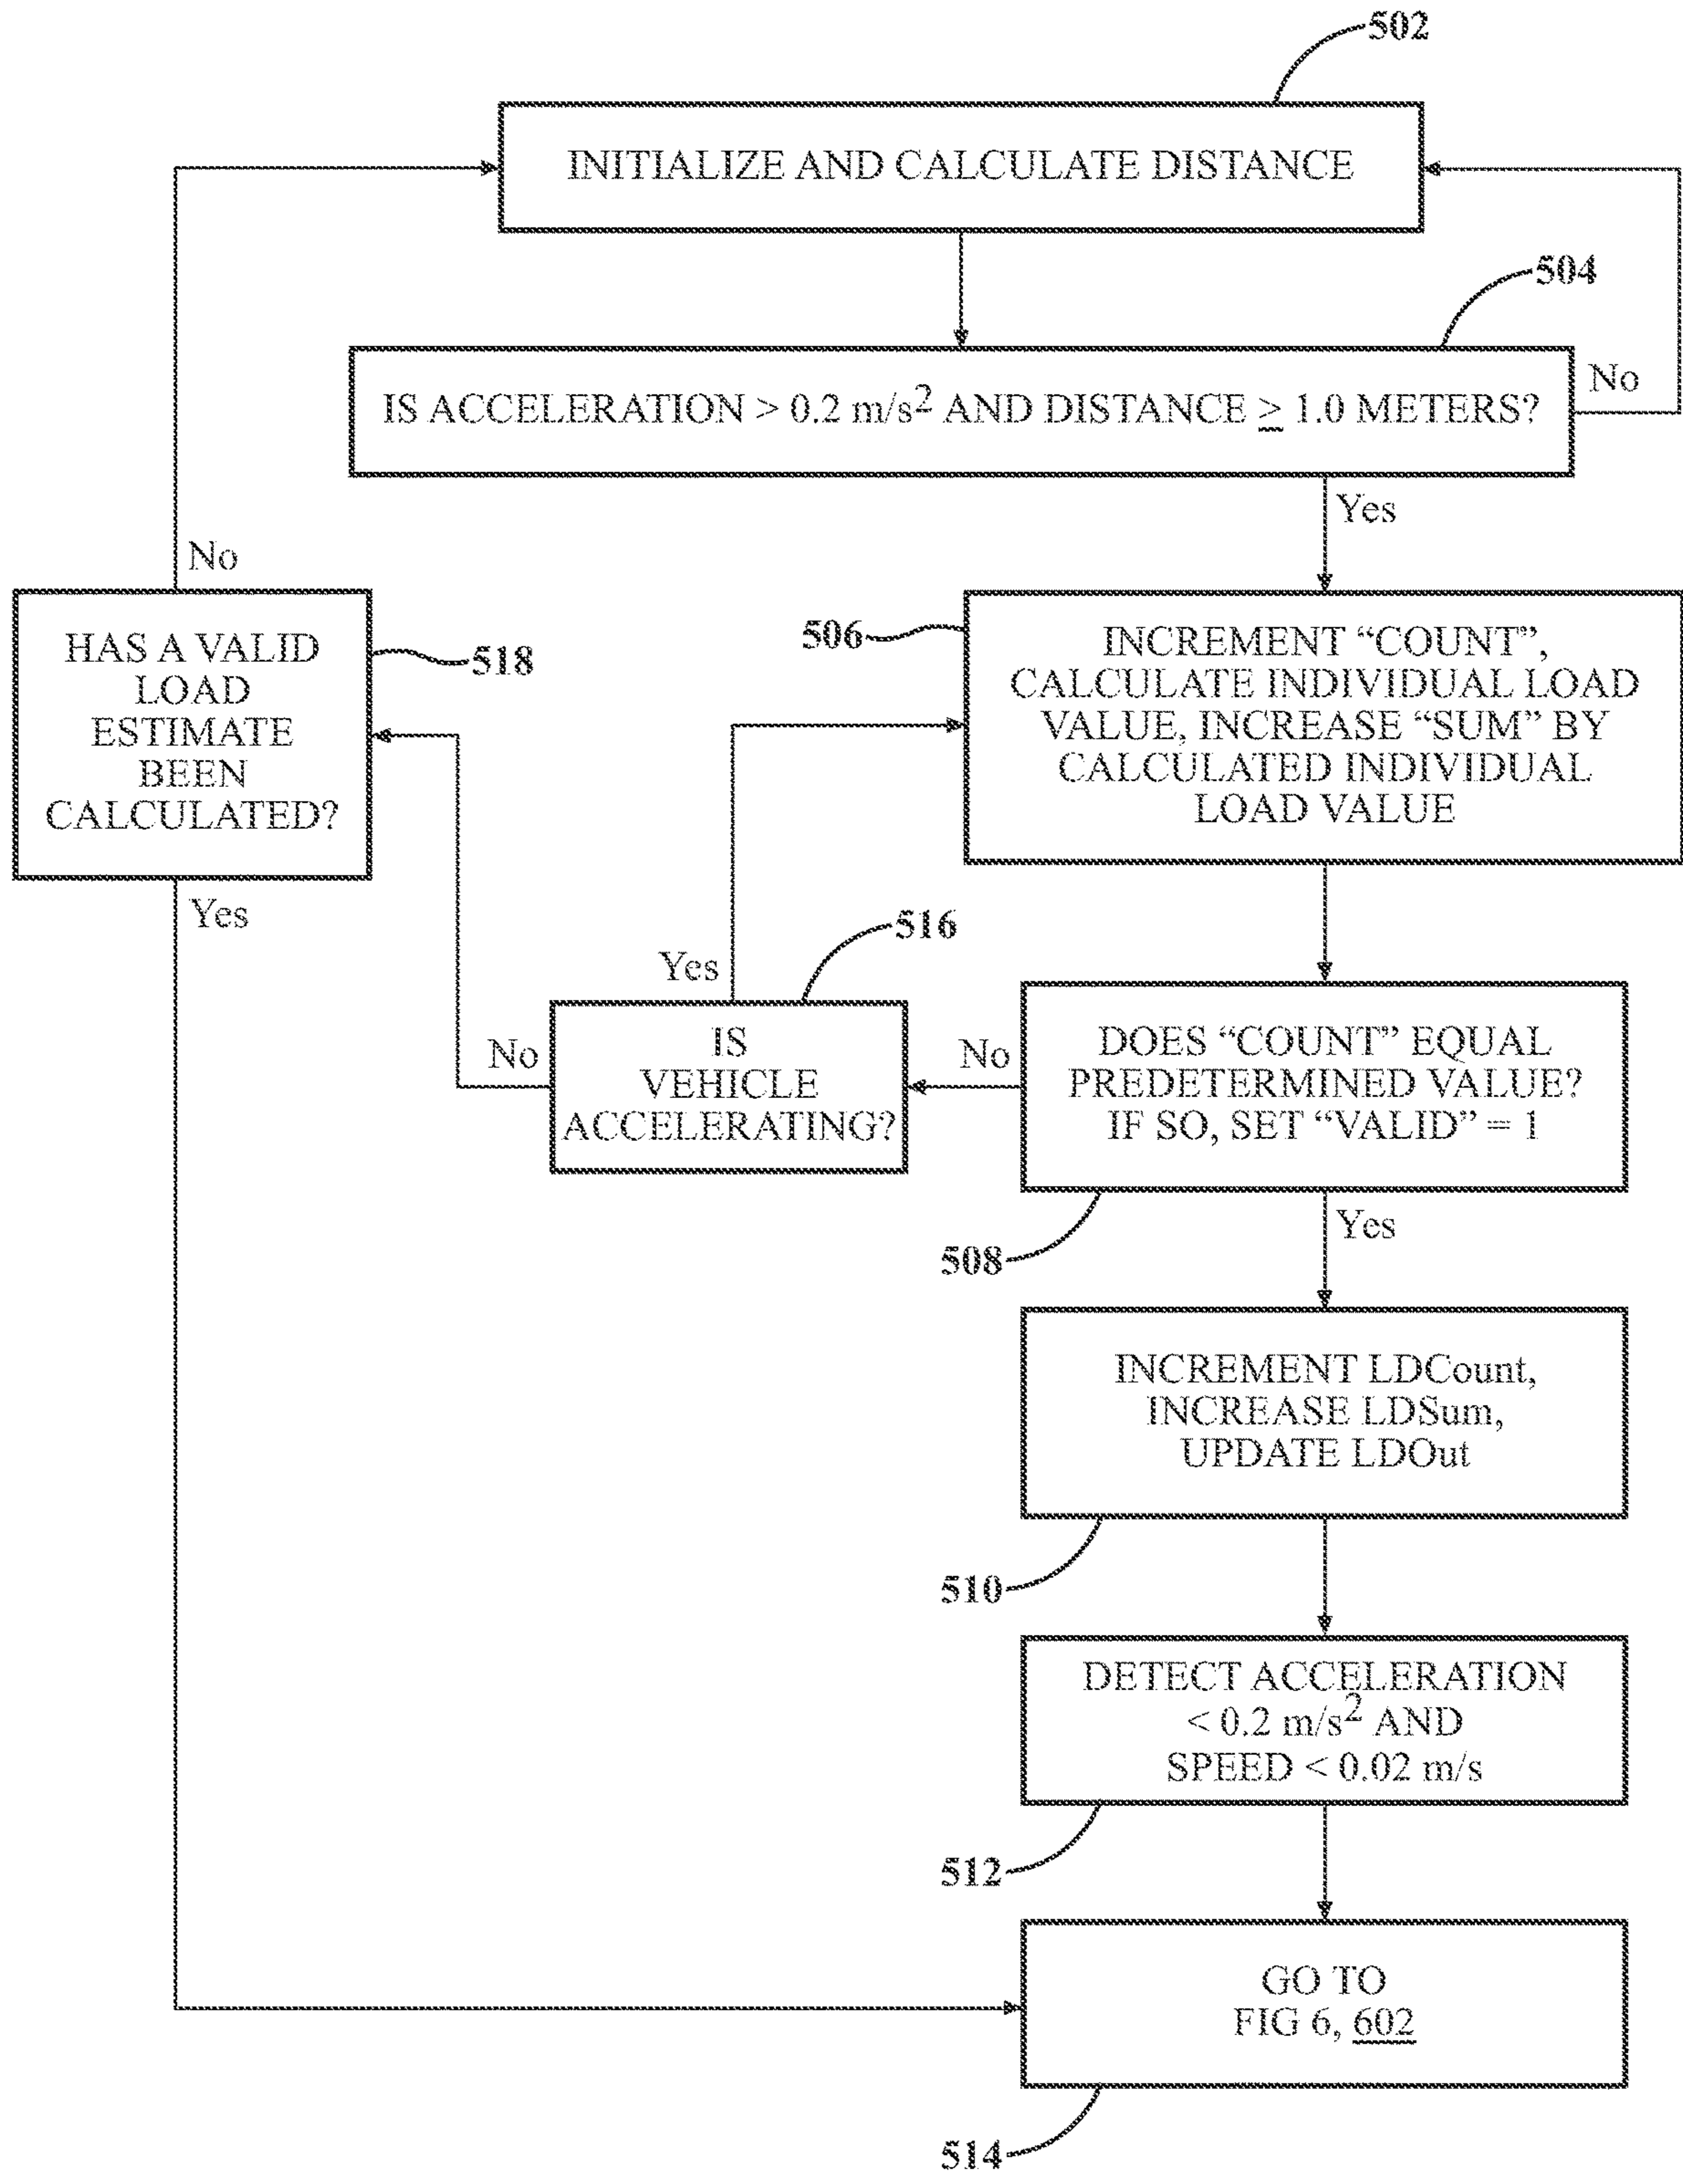 502
INITIALIZE AND CALCULATE DISTANCE
504
IS ACCELERATION > 0.2 m/s² AND DISTANCE ≥ 1.0 METERS?
No
Yes
No
HAS A VALID
LOAD
ESTIMATE
BEEN
CALCULATED?
518
Yes
506
INCREMENT “COUNT”,
CALCULATE INDIVIDUAL LOAD
VALUE, INCREASE “SUM” BY
CALCULATED INDIVIDUAL
LOAD VALUE
516
Yes
No
IS
VEHICLE
ACCELERATING?
No
DOES “COUNT” EQUAL
PREDETERMINED VALUE?
IF SO, SET “VALID” = 1
508
Yes
INCREMENT LDCount,
INCREASE LDSum,
UPDATE LDOut
510
DETECT ACCELERATION
< 0.2 m/s² AND
SPEED < 0.02 m/s
512
GO TO
FIG 6, 602
514